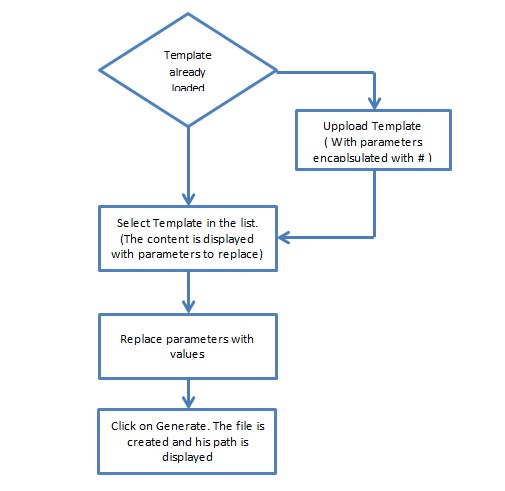 Template
already
loaded
Uppload Template
( With parameters
encaplsulated with # )
Select Template in the list.
(The content is displayed
with parameters to replace)
Replace parameters with
values
Click on Generate. The file is
created and his path is
displayed